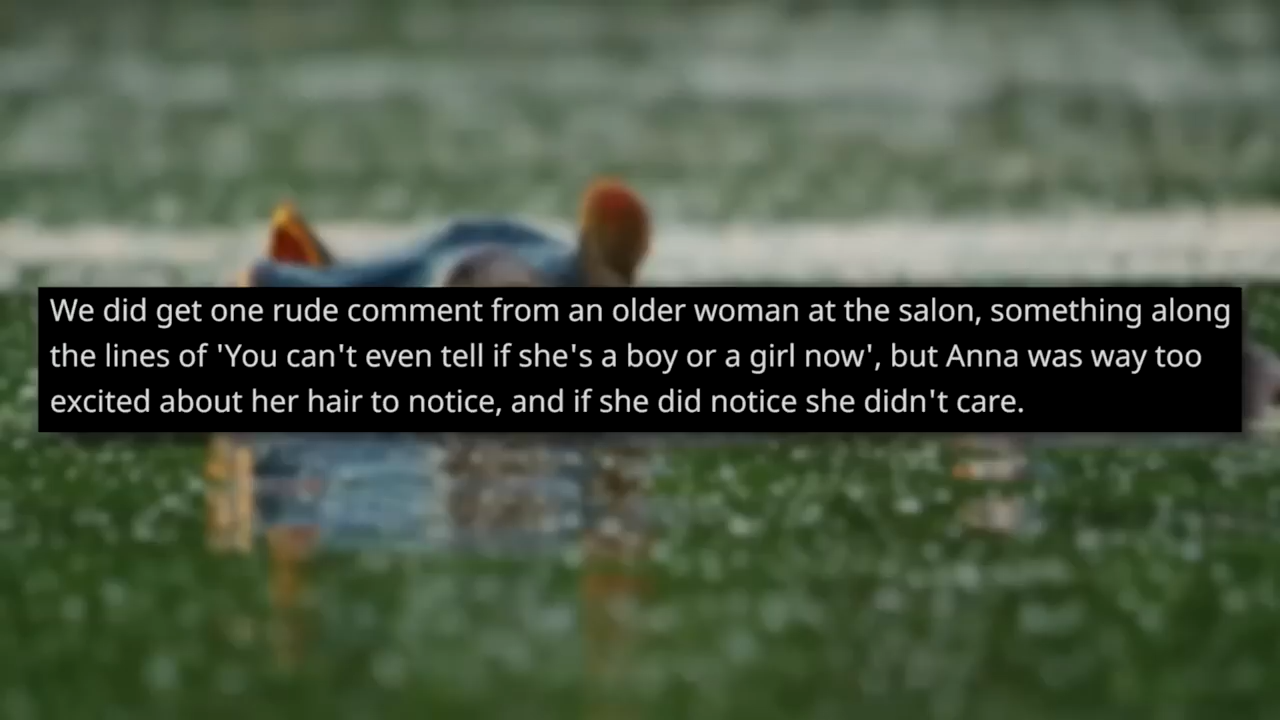 We did get one rude comment from an older woman at the salon, something along
the lines of 'You can't even tell if she's a boy or a girl now', but Anna was way too
excited about her hair to notice, and if she did notice she didn't care.